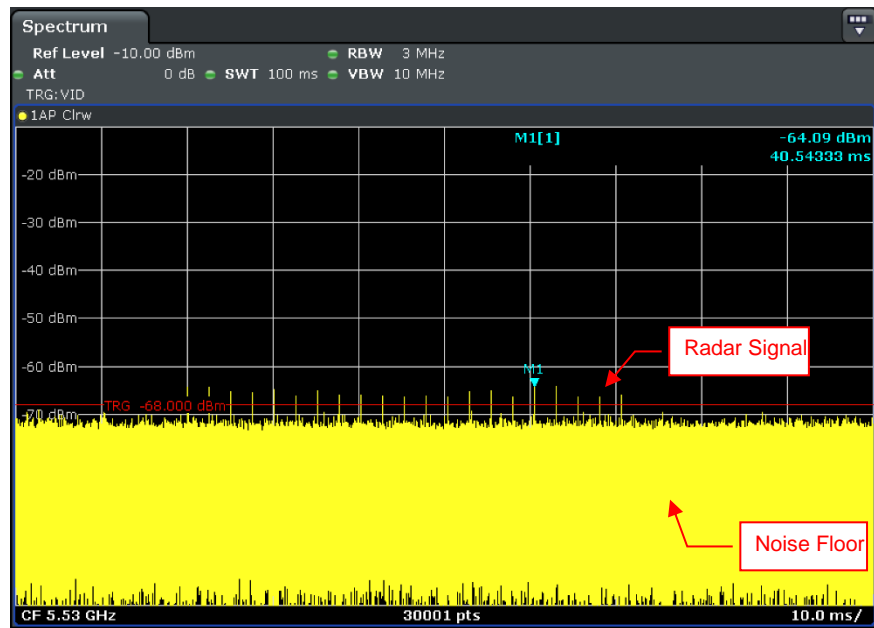 Spectrum
Ref Level -10.00 dBm RBW 3 MHz
Att 0 dB SWT 100 ms VBW 10 MHz
TRG:VID
1AP Clrw
M1[1] -64.09 dBm
40.54333 ms
-20 dBm
-30 dBm
-40 dBm
-50 dBm
Radar Signal
-60 dBm
M1
TRG -68.000 dBm
-70 dBm
Noise Floor
CF 5.53 GHz 30001 pts 10.0 ms/